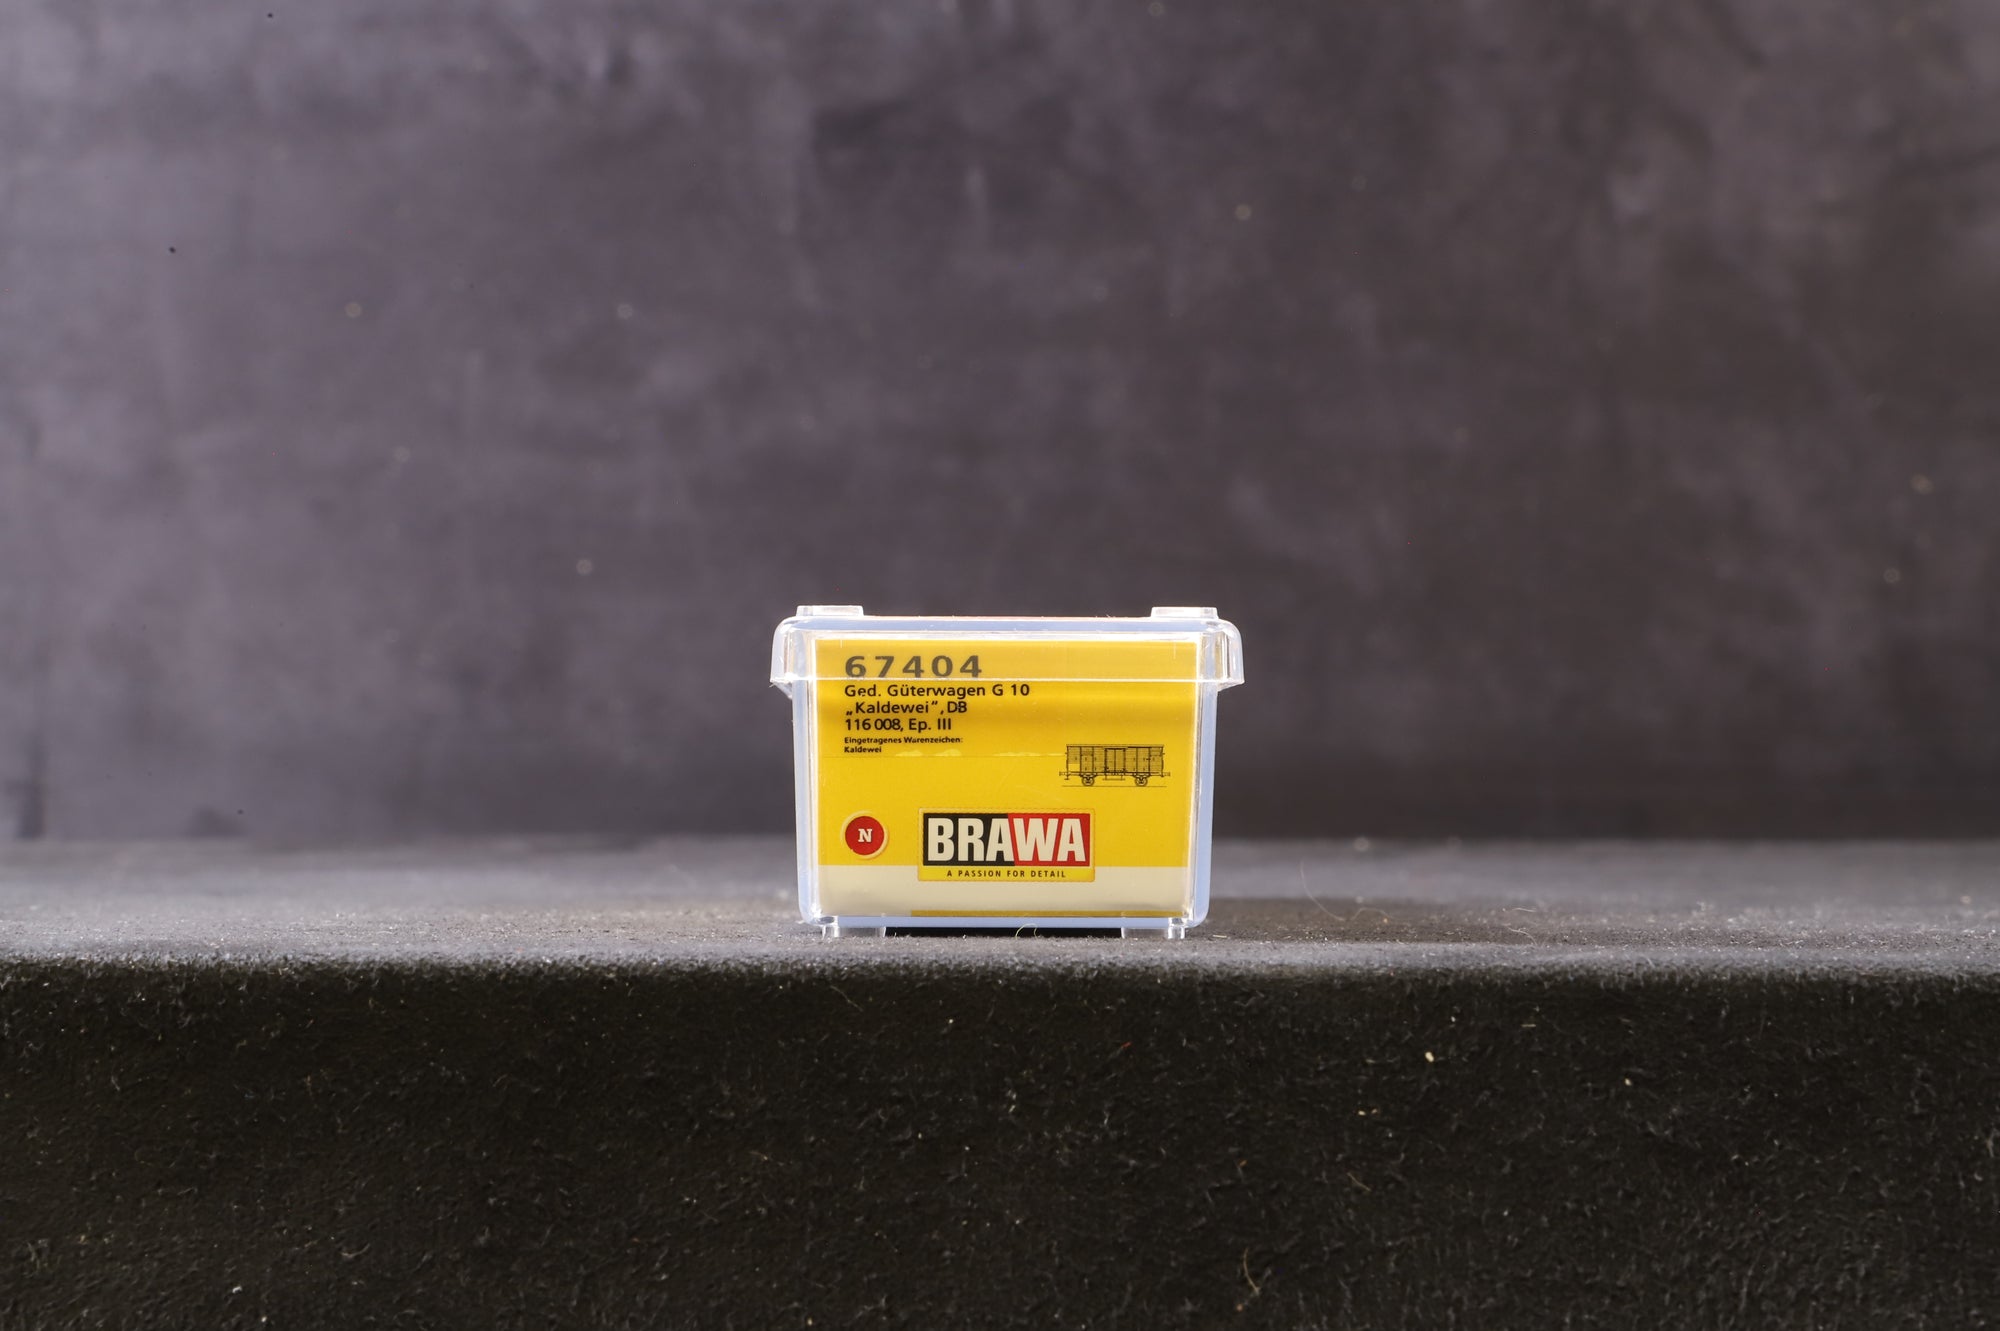 67404
Ged. Güterwagen G 10
„Kaldewei“, DB
116 008, Ep. III
Eingetragenes Warenzeichen:
Kaldewei
N
BRAWA
A PASSION FOR DETAIL